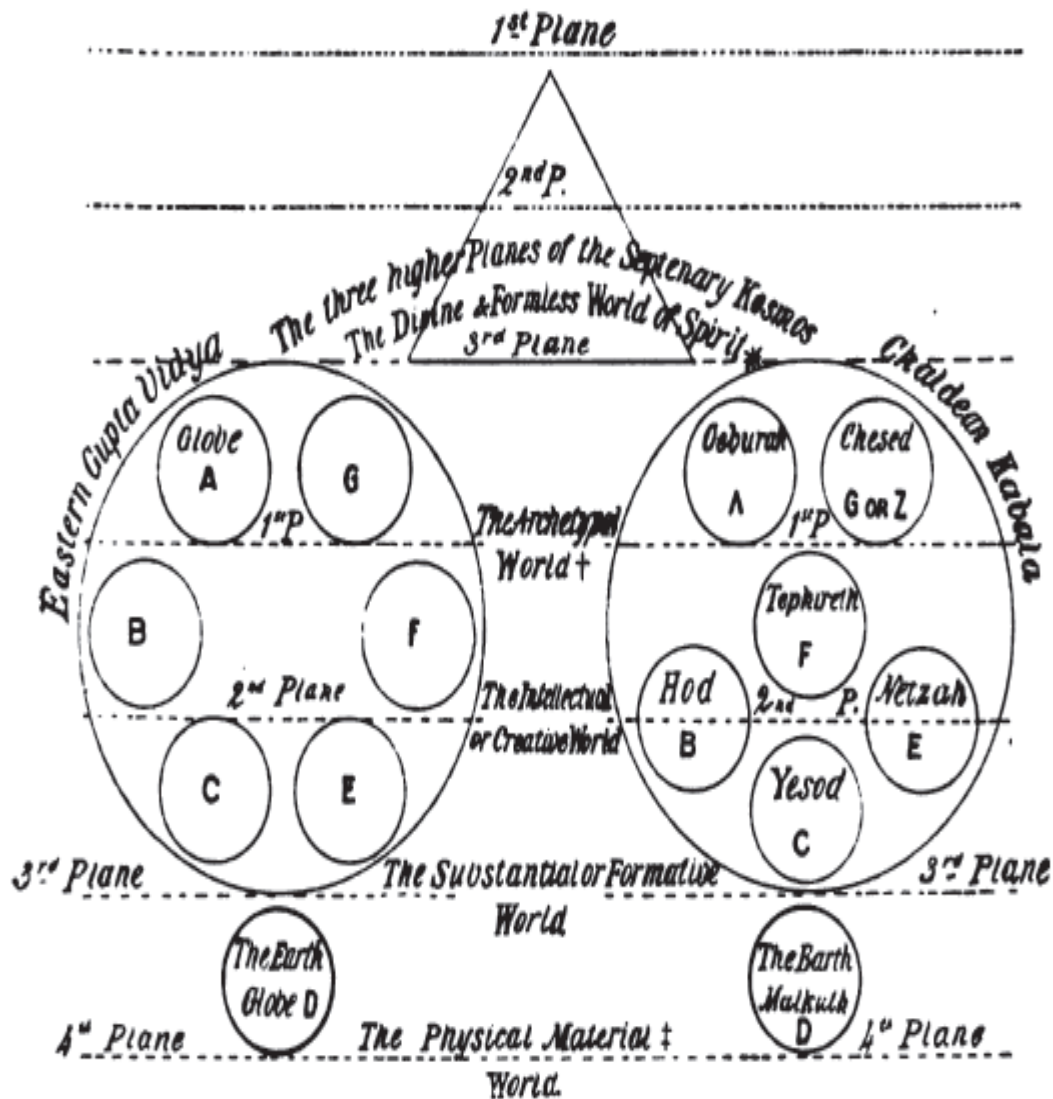 1st Plane
2nd P.
The three higher Planes of the Septenary Kosmos
The Divine & Formless World of Spirit *
3rd Plane
Eastern Gupta Vidya
Chaldean Kabala
Globe
A
G
Geburah
A
Chesed
G OR Z
1st P
The Archetypal
World †
1st P
B
F
Tephireth
F
2nd Plane
The Intellectual
or Creative World
Hod
B
2nd P.
Netzah
E
C
E
Yesod
C
3rd Plane
The Substantial or Formative
World.
3rd Plane
The Earth
Globe D
The Earth
Malkuth
D
4th Plane
The Physical Material ‡
World.
4th Plane